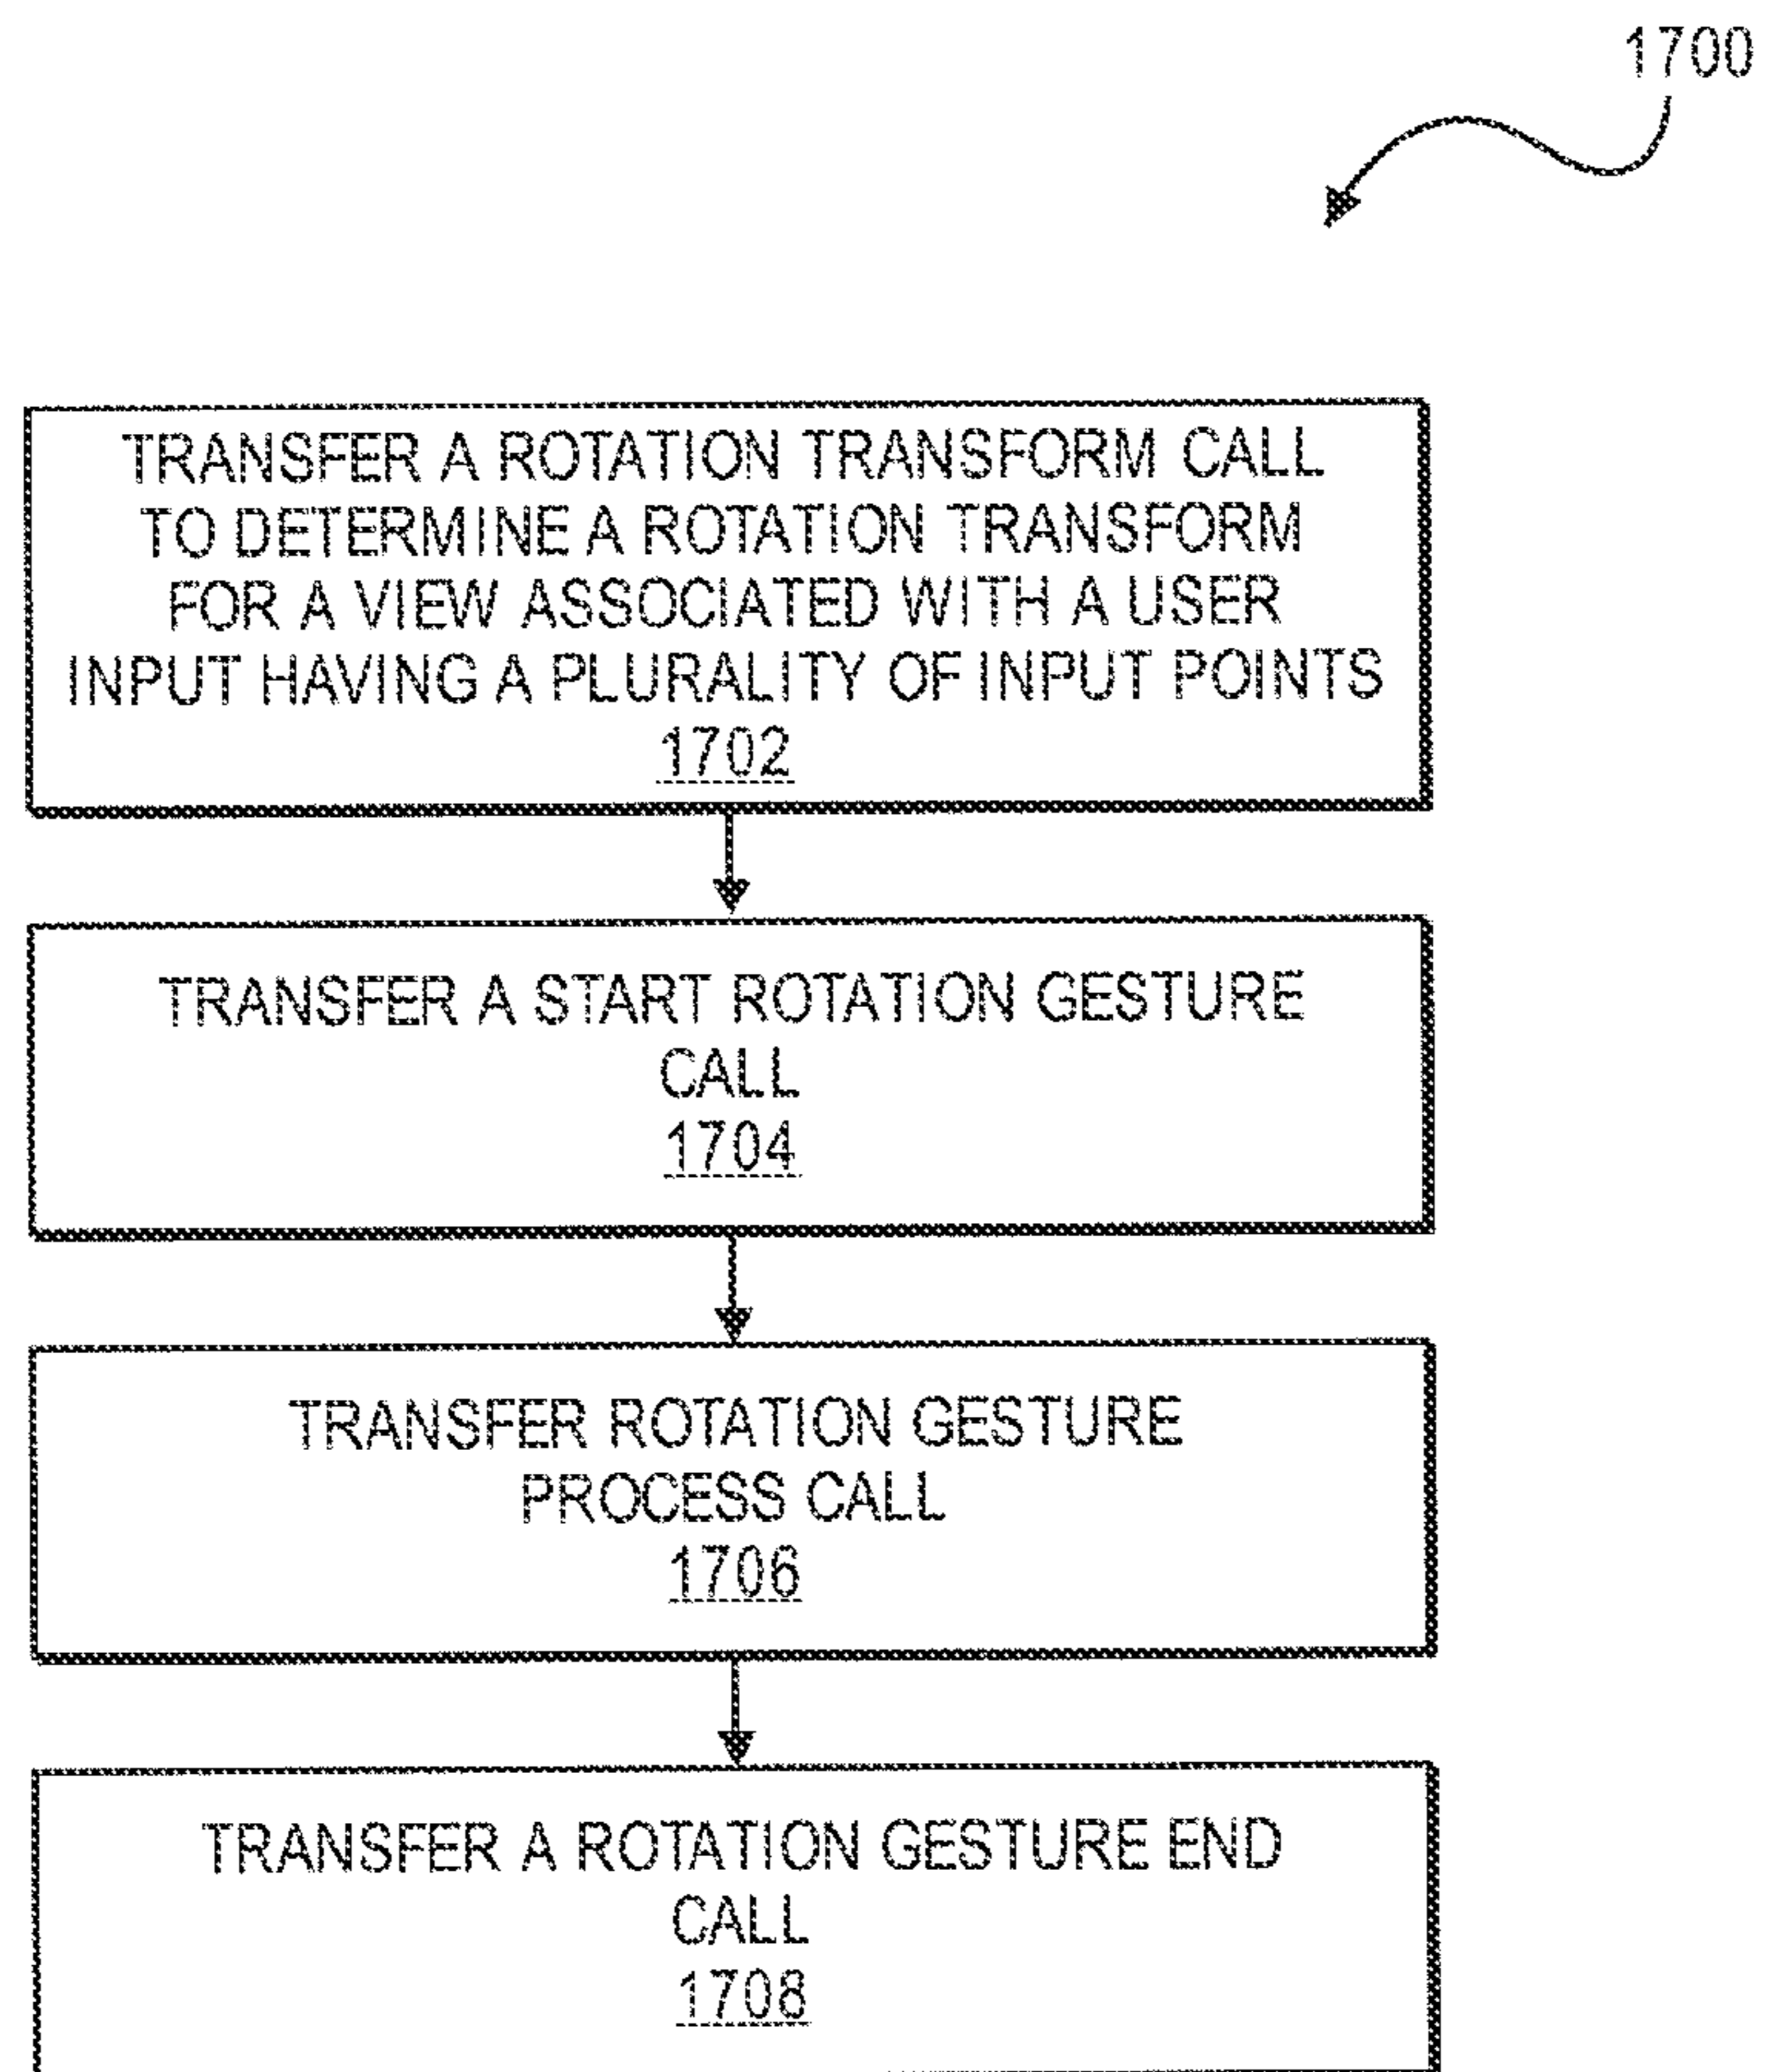 1700
TRANSFER A ROTATION TRANSFORM CALL
TO DETERMINE A ROTATION TRANSFORM
FOR A VIEW ASSOCIATED WITH A USER
INPUT HAVING A PLURALITY OF INPUT POINTS
1702
TRANSFER A START ROTATION GESTURE
CALL
1704
TRANSFER ROTATION GESTURE
PROCESS CALL
1706
TRANSFER A ROTATION GESTURE END
CALL
1708